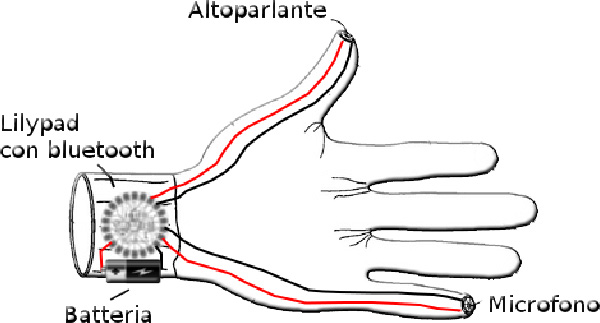 Altoparlante
Lilypad
con bluetooth
Batteria
Microfono